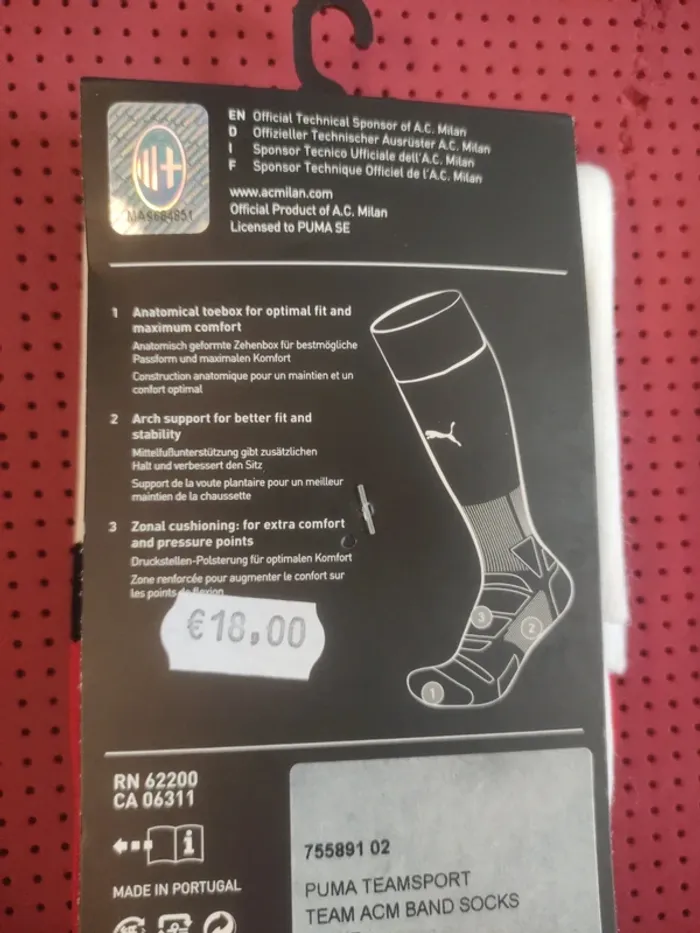 EN Official Technical Sponsor of A.C. Milan
D Offizieller Technischer Ausrüster A.C. Milan
I Sponsor Tecnico Ufficiale dell'A.C. Milan
F Sponsor Technique Officiel de l'A.C. Milan
MAS684851
www.acmilan.com
Official Product of A.C. Milan
Licensed to PUMA SE
1 Anatomical toebox for optimal fit and
maximum comfort
Anatomisch geformte Zehenbox für bestmögliche
Passform und maximalen Komfort
Construction anatomique pour un maintien et un
confort optimal
2 Arch support for better fit and
stability
Mittelfußunterstützung gibt zusätzlichen
Halt und verbessert den Sitz
Support de la voute plantaire pour un meilleur
maintien de la chaussette
3 Zonal cushioning: for extra comfort
and pressure points
Druckstellen-Polsterung für optimalen Komfort
Zone renforcée pour augmenter le confort sur
les points de flexion
€18,00
3
2
1
RN 62200
CA 06311
MADE IN PORTUGAL
755891 02
PUMA TEAMSPORT
TEAM ACM BAND SOCKS